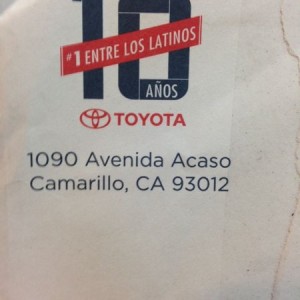 10
#1 ENTRE LOS LATINOS
AÑOS
TOYOTA
1090 Avenida Acaso
Camarillo, CA 93012